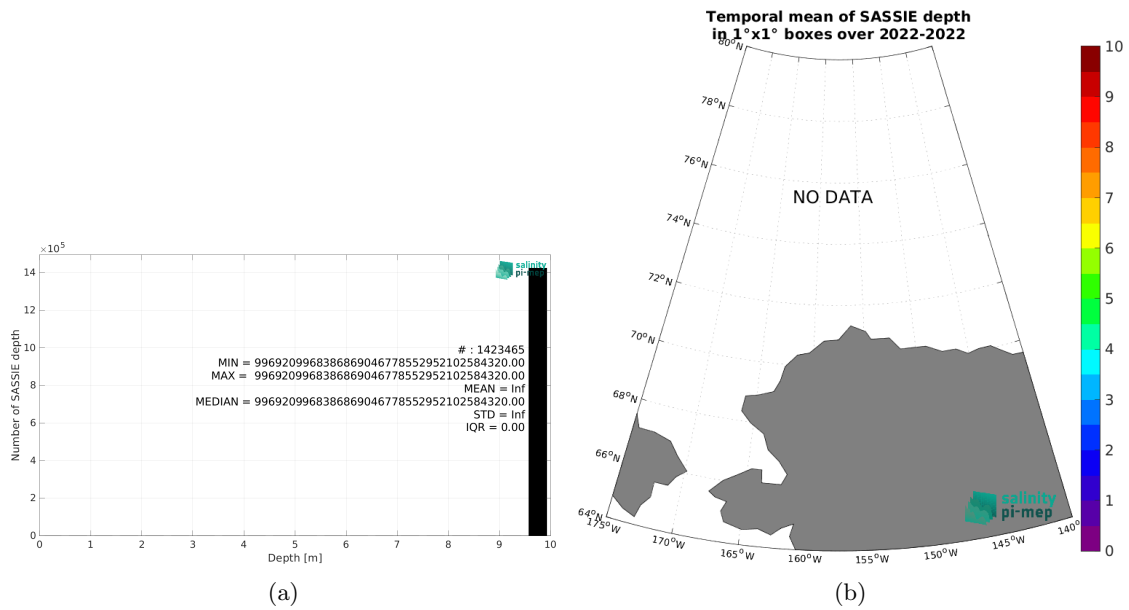 ×10⁵
14
12
10
8
6
4
2
0
Number of SASSIE depth
salinity
pi-mep
# : 1423465
MIN = 9969209968386869046778552952102584320.00
MAX = 9969209968386869046778552952102584320.00
MEAN = Inf
MEDIAN = 9969209968386869046778552952102584320.00
STD = Inf
IQR = 0.00
0 1 2 3 4 5 6 7 8 9 10
Depth [m]
(a)
Temporal mean of SASSIE depth
in 1°x1° boxes over 2022-2022
80°N
78°N
76°N
74°N
72°N
70°N
68°N
66°N
64°N
NO DATA
175°W
170°W
165°W
160°W
155°W
150°W
145°W
140°
salinity
pi-mep
10
9
8
7
6
5
4
3
2
1
0
(b)